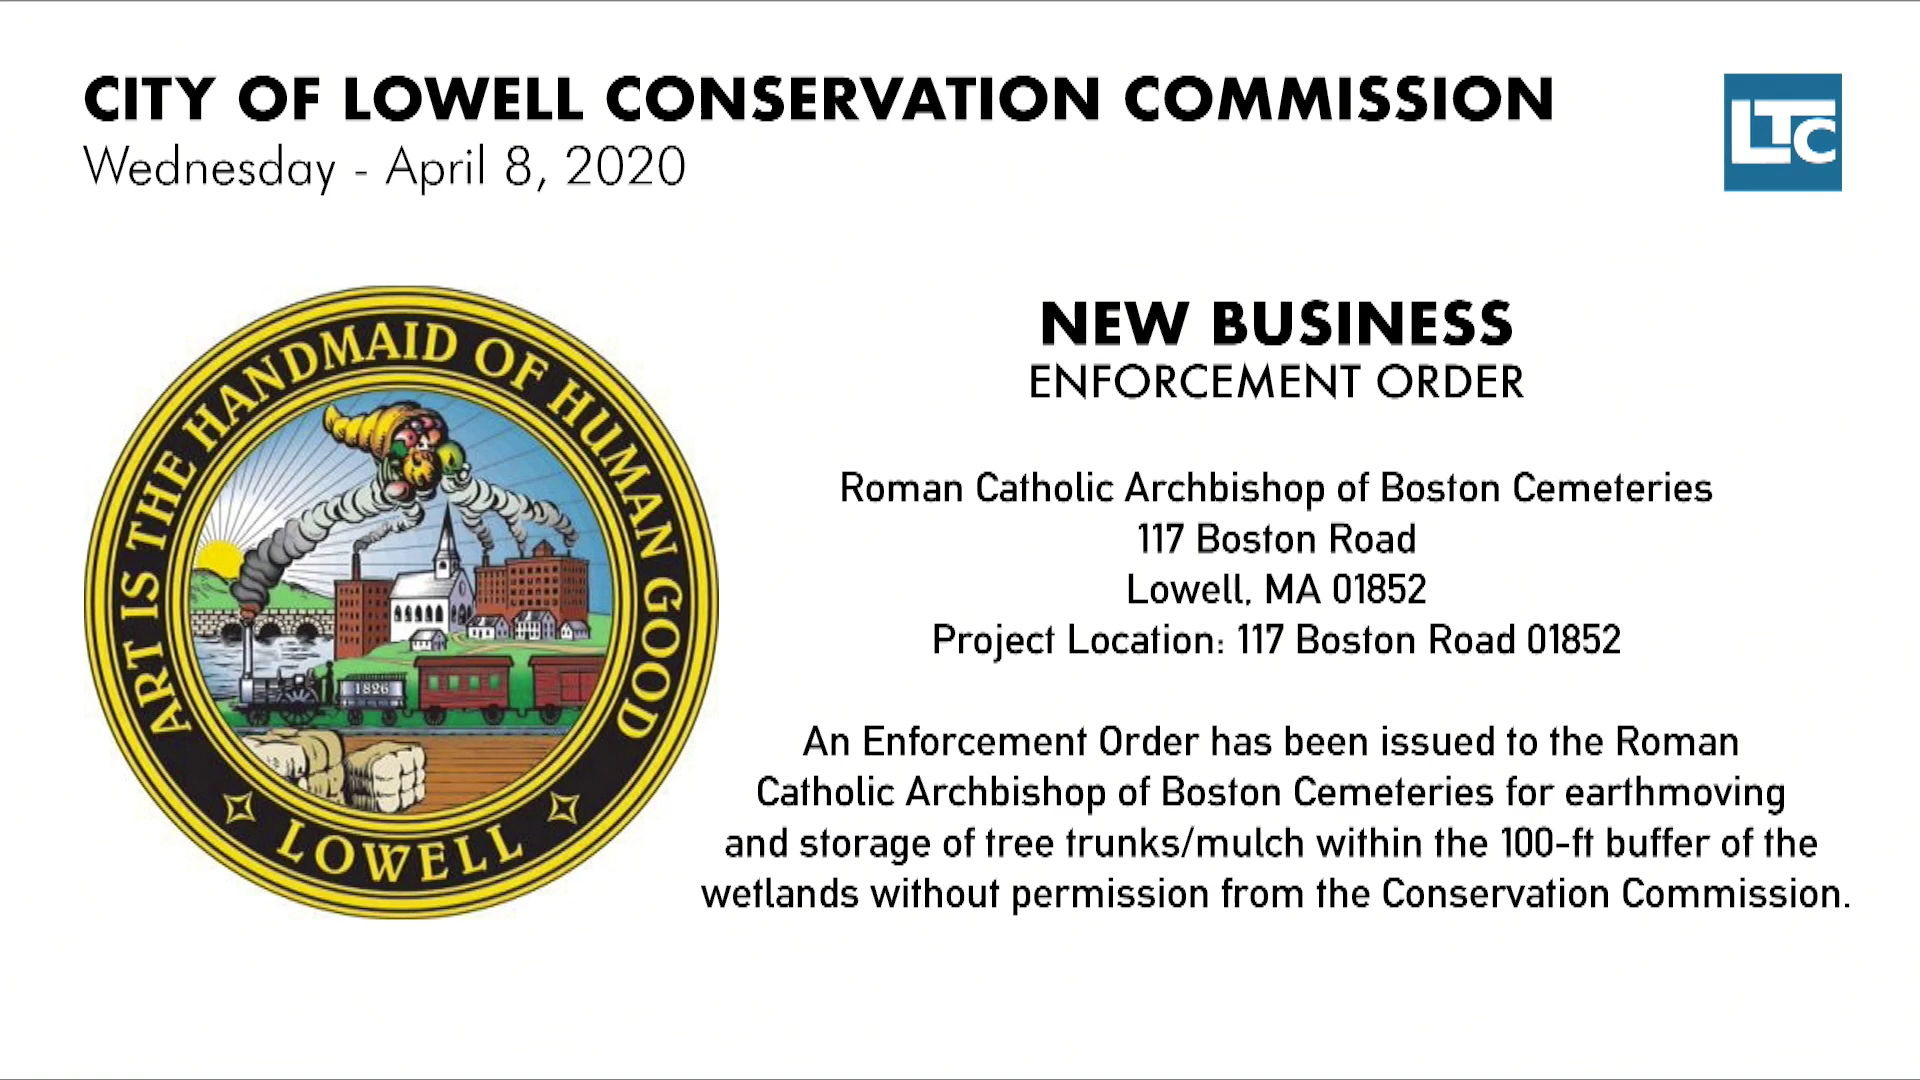 CITY OF LOWELL CONSERVATION COMMISSION
Wednesday - April 8, 2020
LTC
ART IS THE HANDMAID OF HUMAN GOOD
1826
LOWELL
NEW BUSINESS
ENFORCEMENT ORDER
Roman Catholic Archbishop of Boston Cemeteries
117 Boston Road
Lowell, MA 01852
Project Location: 117 Boston Road 01852
An Enforcement Order has been issued to the Roman
Catholic Archbishop of Boston Cemeteries for earthmoving
and storage of tree trunks/mulch within the 100-ft buffer of the
wetlands without permission from the Conservation Commission.